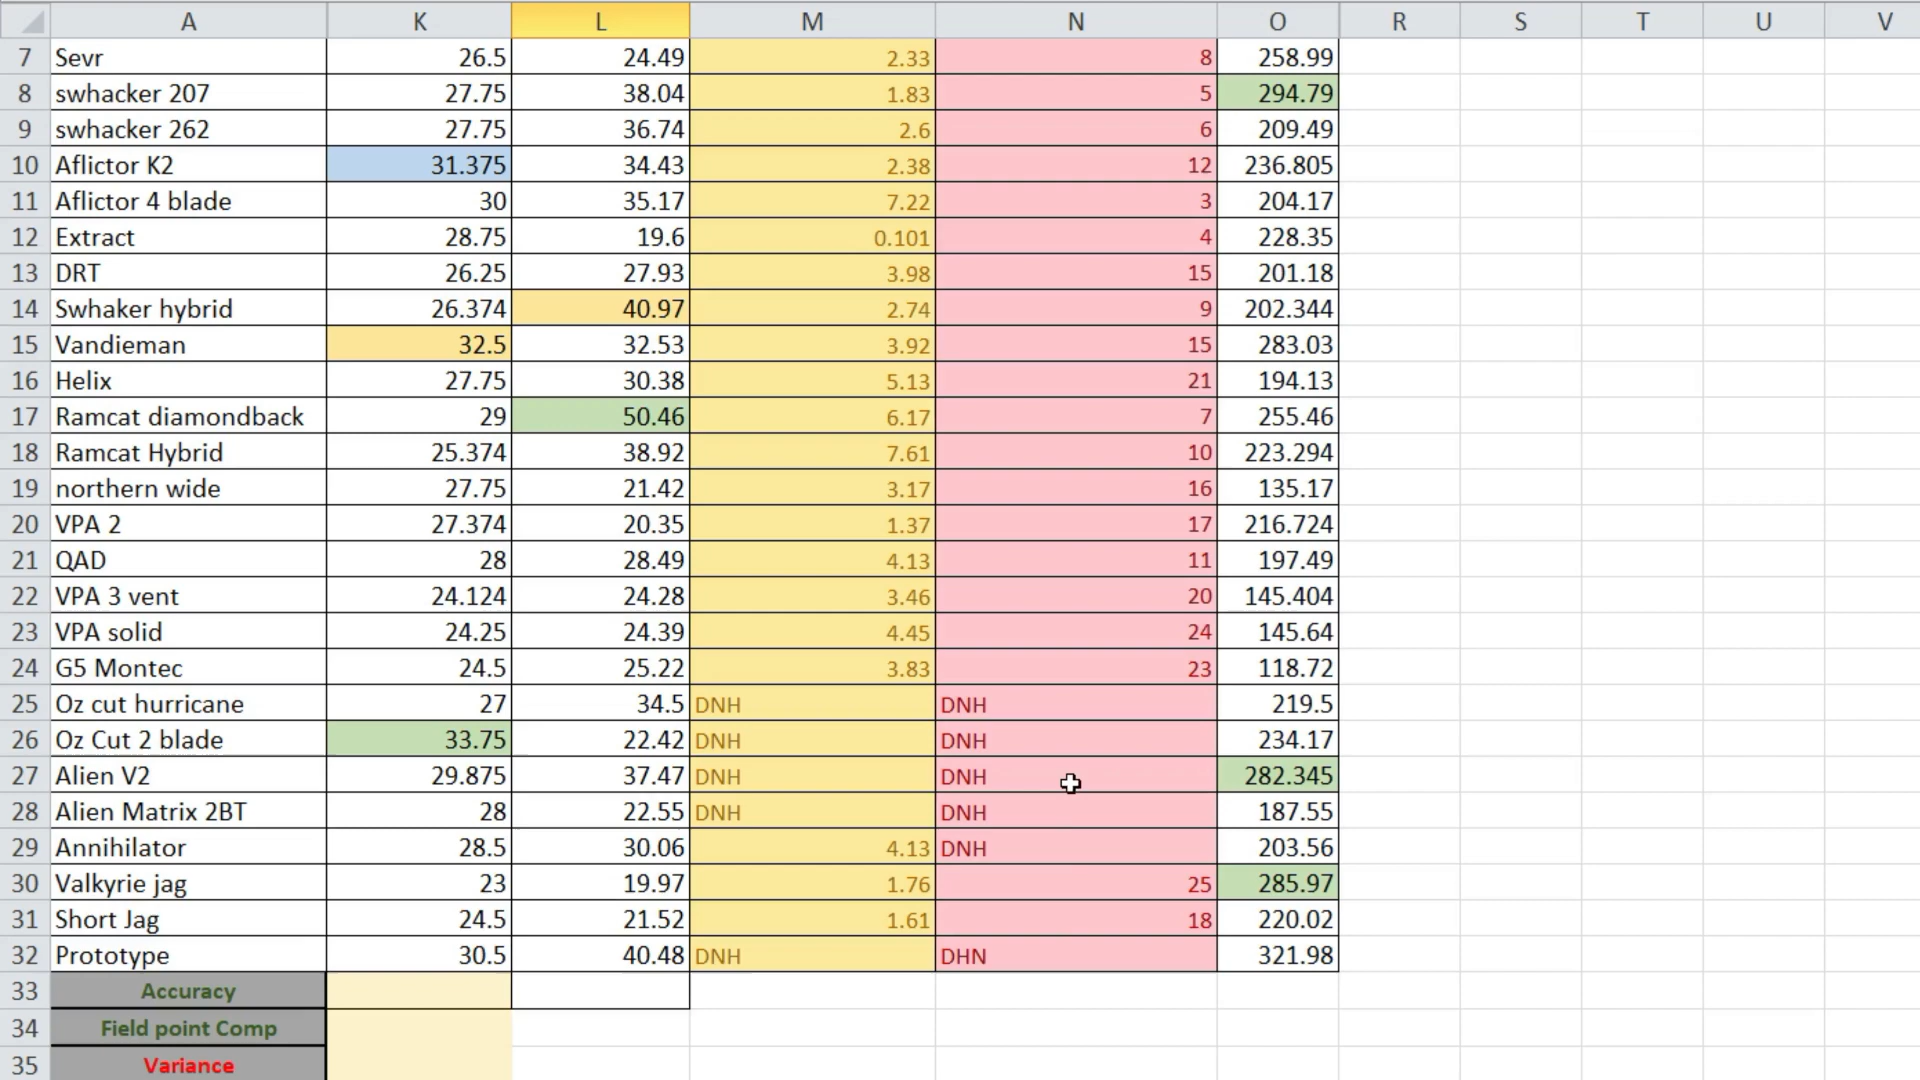 A K L M N O R S T U V
7 Sevr 26.5 24.49 2.33 8 258.99
8 swhacker 207 27.75 38.04 1.83 5 294.79
9 swhacker 262 27.75 36.74 2.6 6 209.49
10 Aflictor K2 31.375 34.43 2.38 12 236.805
11 Aflictor 4 blade 30 35.17 7.22 3 204.17
12 Extract 28.75 19.6 0.101 4 228.35
13 DRT 26.25 27.93 3.98 15 201.18
14 Swhaker hybrid 26.374 40.97 2.74 9 202.344
15 Vandieman 32.5 32.53 3.92 15 283.03
16 Helix 27.75 30.38 5.13 21 194.13
17 Ramcat diamondback 29 50.46 6.17 7 255.46
18 Ramcat Hybrid 25.374 38.92 7.61 10 223.294
19 northern wide 27.75 21.42 3.17 16 135.17
20 VPA 2 27.374 20.35 1.37 17 216.724
21 QAD 28 28.49 4.13 11 197.49
22 VPA 3 vent 24.124 24.28 3.46 20 145.404
23 VPA solid 24.25 24.39 4.45 24 145.64
24 G5 Montec 24.5 25.22 3.83 23 118.72
25 Oz cut hurricane 27 34.5 DNH DNH 219.5
26 Oz Cut 2 blade 33.75 22.42 DNH DNH 234.17
27 Alien V2 29.875 37.47 DNH DNH 282.345
28 Alien Matrix 2BT 28 22.55 DNH DNH 187.55
29 Annihilator 28.5 30.06 4.13 DNH 203.56
30 Valkyrie jag 23 19.97 1.76 25 285.97
31 Short Jag 24.5 21.52 1.61 18 220.02
32 Prototype 30.5 40.48 DNH DHN 321.98
33 Accuracy
34 Field point Comp
35 Variance